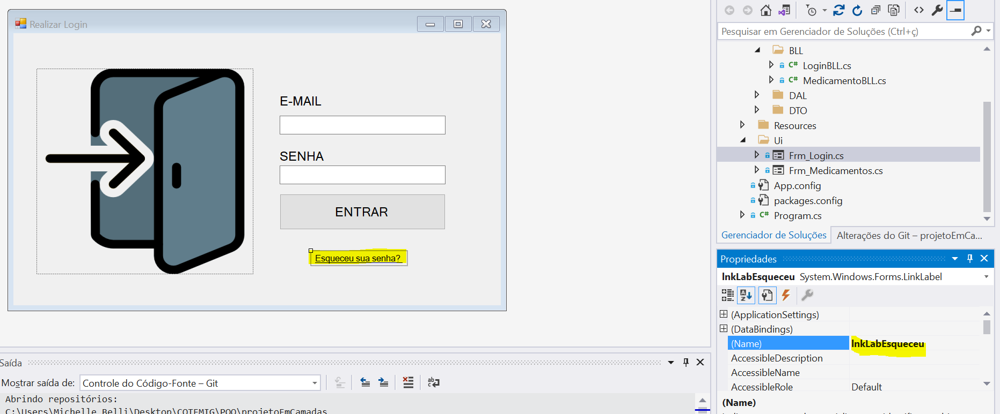 Realizar Login
E-MAIL
SENHA
ENTRAR
Esqueceu sua senha?
Saída
Mostrar saída de: Controle do Código-Fonte – Git
Abrindo repositórios:
C:\Users\Michelle Belli\Desktop\COTEMIG\POO\projetoEmCamadas
Pesquisar em Gerenciador de Soluções (Ctrl+ç)
BLL
C# LoginBLL.cs
C# MedicamentoBLL.cs
DAL
DTO
Resources
Ui
Frm_Login.cs
Frm_Medicamentos.cs
App.config
packages.config
C# Program.cs
Gerenciador de Soluções Alterações do Git – projetoEmCa...
Propriedades
lnkLabEsqueceu System.Windows.Forms.LinkLabel
(ApplicationSettings)
(DataBindings)
(Name) lnkLabEsqueceu
AccessibleDescription
AccessibleName
AccessibleRole Default
(Name)